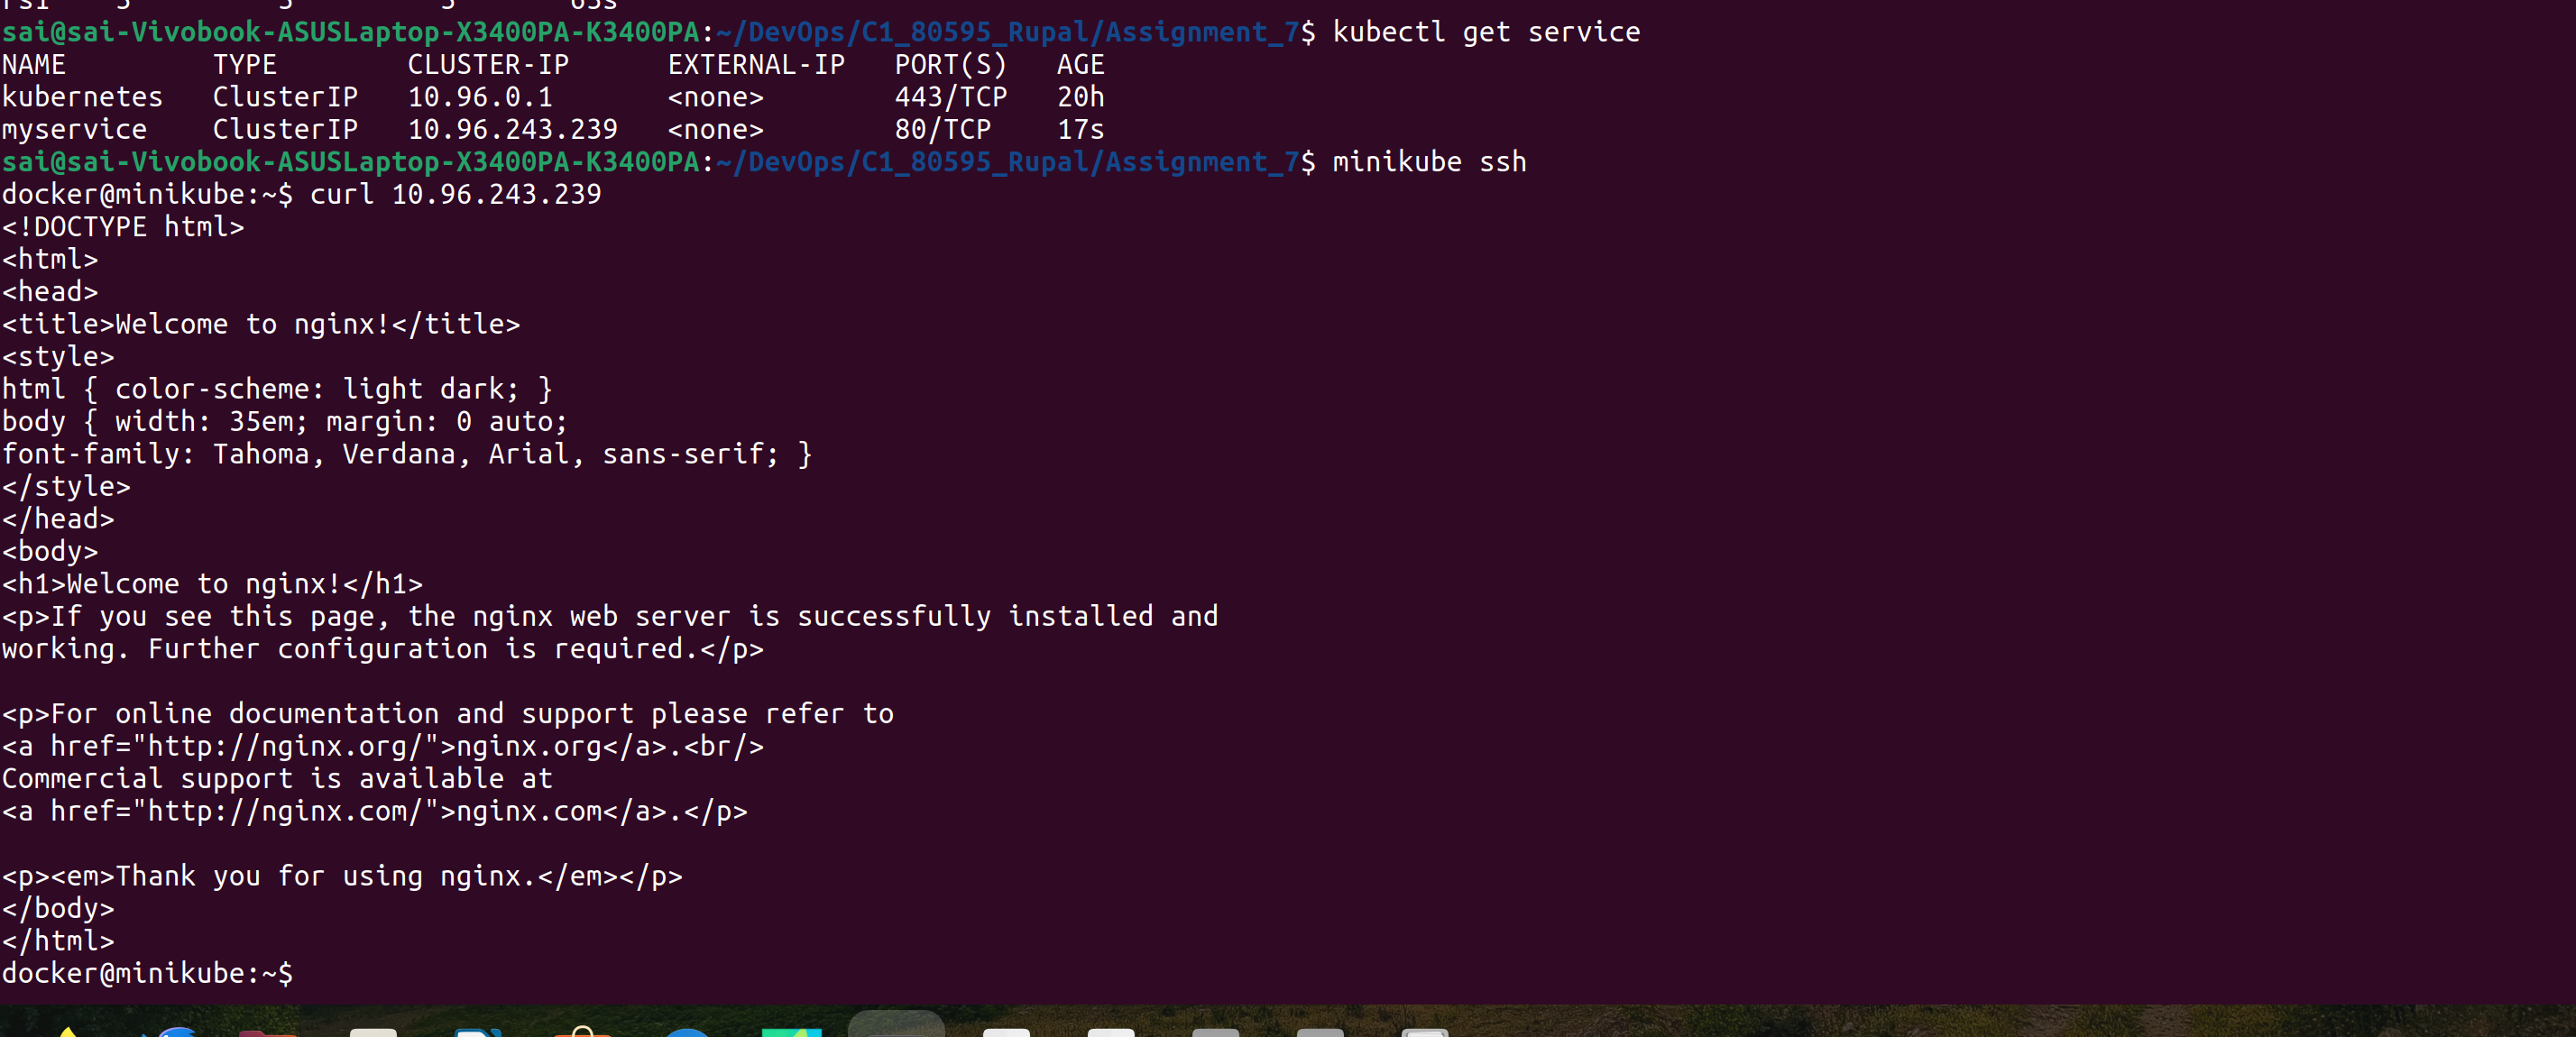 sai@sai-Vivobook-ASUSLaptop-X3400PA-K3400PA:~/DevOps/C1_80595_Rupal/Assignment_7$ kubectl get service
NAME         TYPE        CLUSTER-IP      EXTERNAL-IP   PORT(S)   AGE
kubernetes   ClusterIP   10.96.0.1       <none>        443/TCP   20h
myservice    ClusterIP   10.96.243.239   <none>        80/TCP    17s
sai@sai-Vivobook-ASUSLaptop-X3400PA-K3400PA:~/DevOps/C1_80595_Rupal/Assignment_7$ minikube ssh
docker@minikube:~$ curl 10.96.243.239
<!DOCTYPE html>
<html>
<head>
<title>Welcome to nginx!</title>
<style>
html { color-scheme: light dark; }
body { width: 35em; margin: 0 auto;
font-family: Tahoma, Verdana, Arial, sans-serif; }
</style>
</head>
<body>
<h1>Welcome to nginx!</h1>
<p>If you see this page, the nginx web server is successfully installed and
working. Further configuration is required.</p>

<p>For online documentation and support please refer to
<a href="http://nginx.org/">nginx.org</a>.<br/>
Commercial support is available at
<a href="http://nginx.com/">nginx.com</a>.</p>

<p><em>Thank you for using nginx.</em></p>
</body>
</html>
docker@minikube:~$